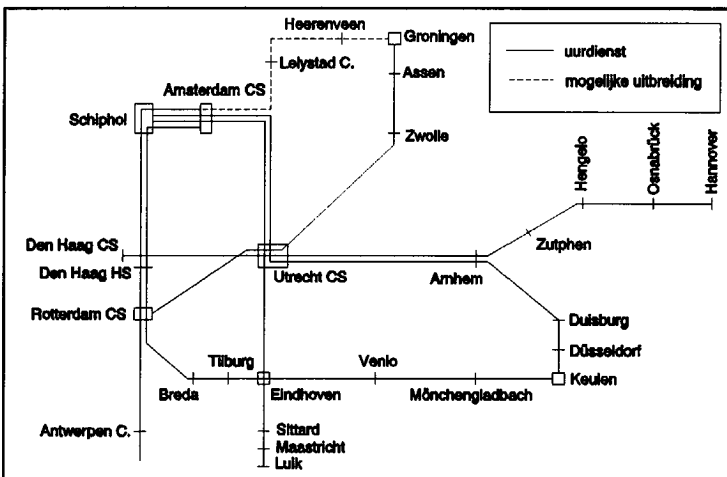 Heerenveen
Groningen
uurdienst
Lelystad C.
Assen
mogelijke uitbreiding
Amsterdam CS
Schiphol
Zwolle
Hengelo
Osnabrück
Hannover
Den Haag CS
Zutphen
Den Haag HS
Utrecht CS
Arnhem
Rotterdam CS
Duisburg
Düsseldorf
Tilburg
Venlo
Keulen
Breda
Eindhoven
Mönchengladbach
Antwerpen C.
Sittard
Maastricht
Luik